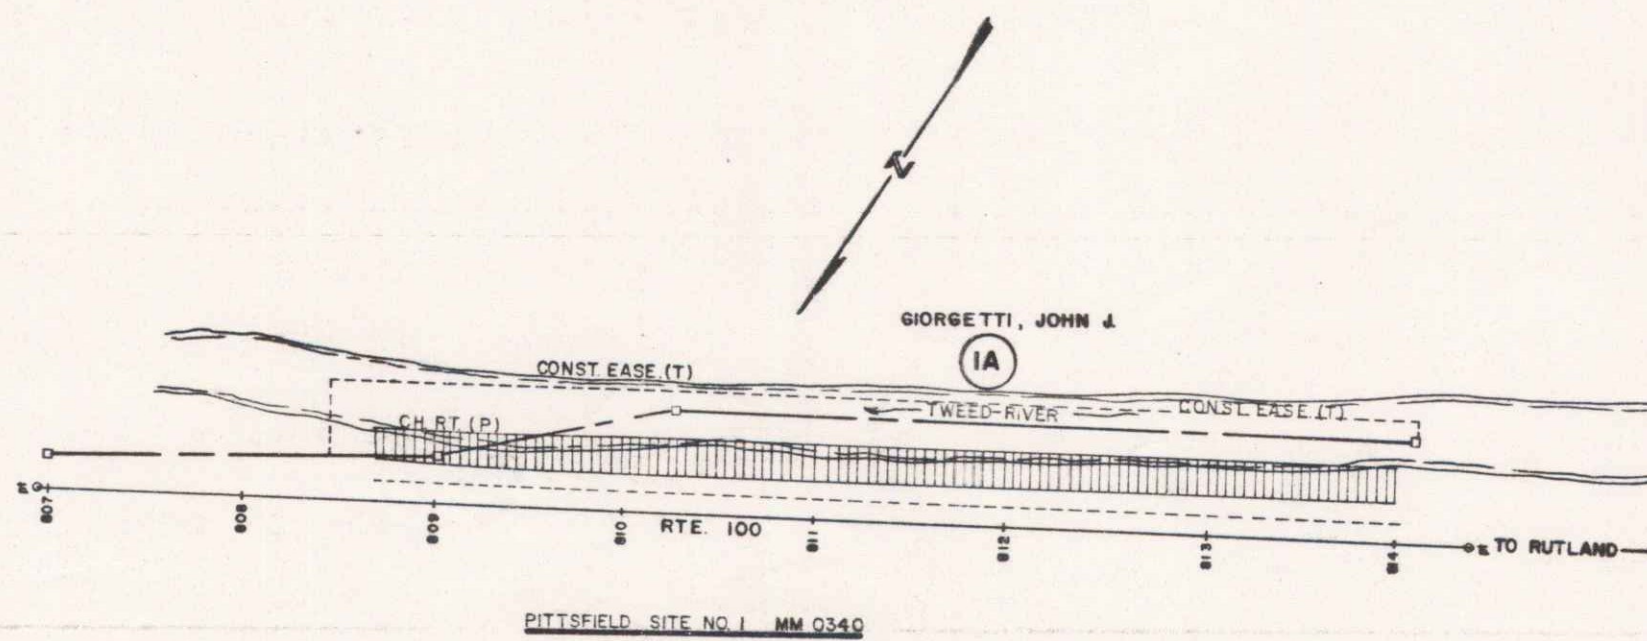 N
GIORGETTI, JOHN J.
1A
CONST. EASE. (T)
TWEED RIVER
CONST. EASE. (T)
CH. RT. (P)
807
808
809
810
RTE. 100
811
812
813
814
TO RUTLAND
PITTSFIELD SITE NO. 1 MM 0340